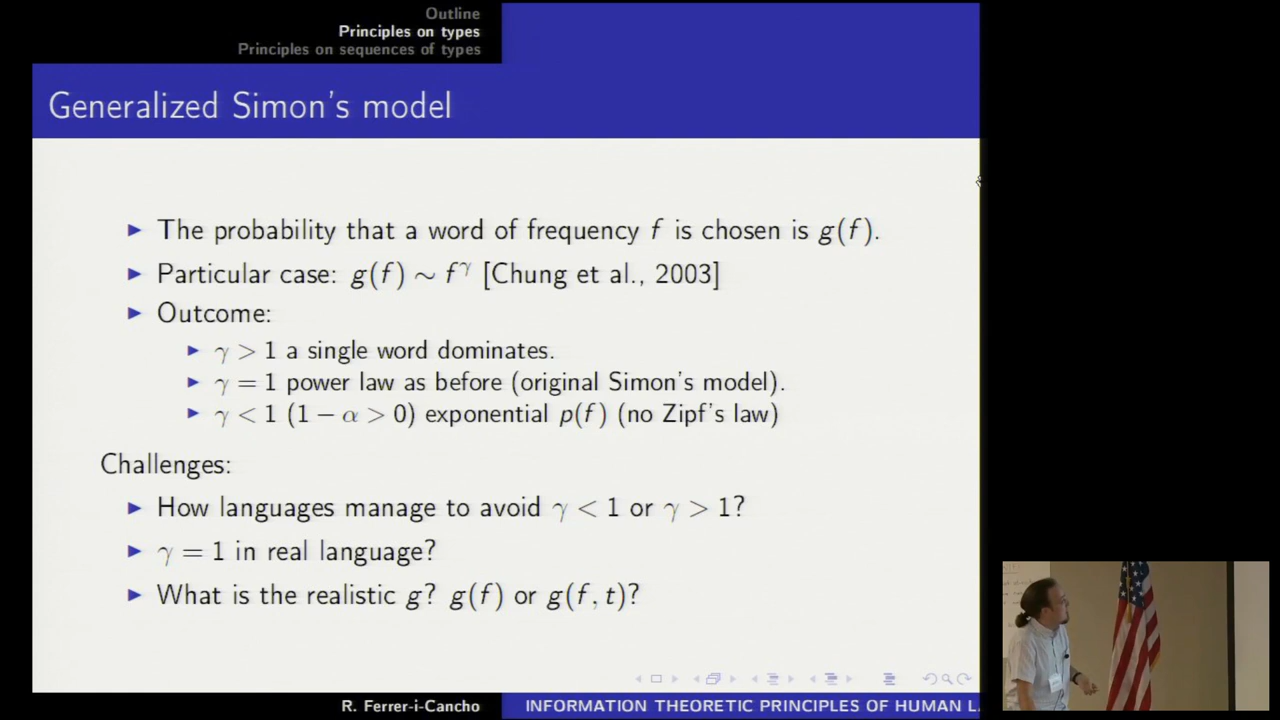 Outline
Principles on types
Principles on sequences of types
Generalized Simon's model
▶ The probability that a word of frequency f is chosen is g(f).
▶ Particular case: g(f) ∼ f^γ [Chung et al., 2003]
▶ Outcome:
▶ γ > 1 a single word dominates.
▶ γ = 1 power law as before (original Simon's model).
▶ γ < 1 (1 − α > 0) exponential p(f) (no Zipf's law)
Challenges:
▶ How languages manage to avoid γ < 1 or γ > 1?
▶ γ = 1 in real language?
▶ What is the realistic g? g(f) or g(f, t)?
R. Ferrer-i-Cancho INFORMATION THEORETIC PRINCIPLES OF HUMAN L